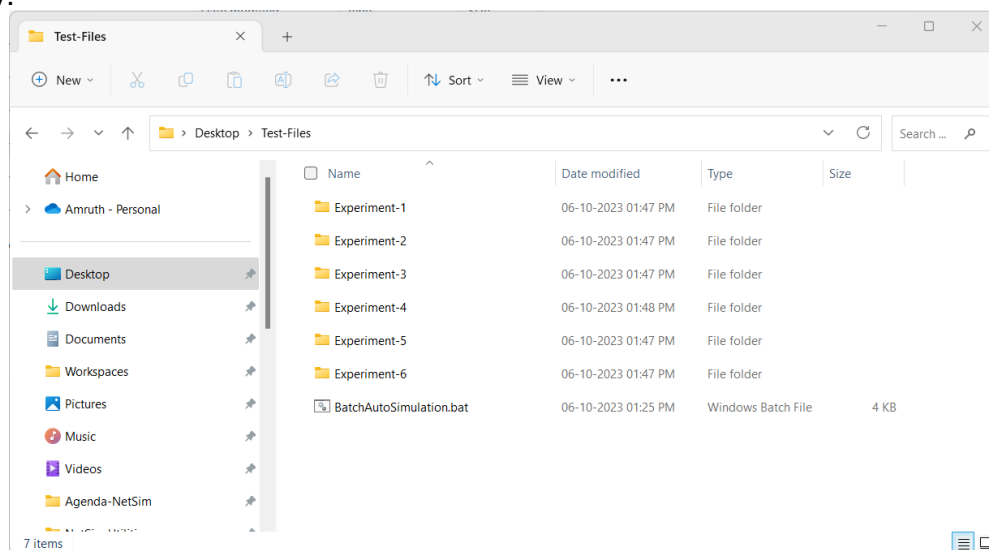 Test-Files
New
Sort
View
Desktop > Test-Files
Search ...
Name Date modified Type Size
Home
Amruth - Personal
Desktop
Downloads
Documents
Workspaces
Pictures
Music
Videos
Agenda-NetSim
Experiment-1 06-10-2023 01:47 PM File folder
Experiment-2 06-10-2023 01:47 PM File folder
Experiment-3 06-10-2023 01:47 PM File folder
Experiment-4 06-10-2023 01:48 PM File folder
Experiment-5 06-10-2023 01:47 PM File folder
Experiment-6 06-10-2023 01:47 PM File folder
BatchAutoSimulation.bat 06-10-2023 01:25 PM Windows Batch File 4 KB
7 items